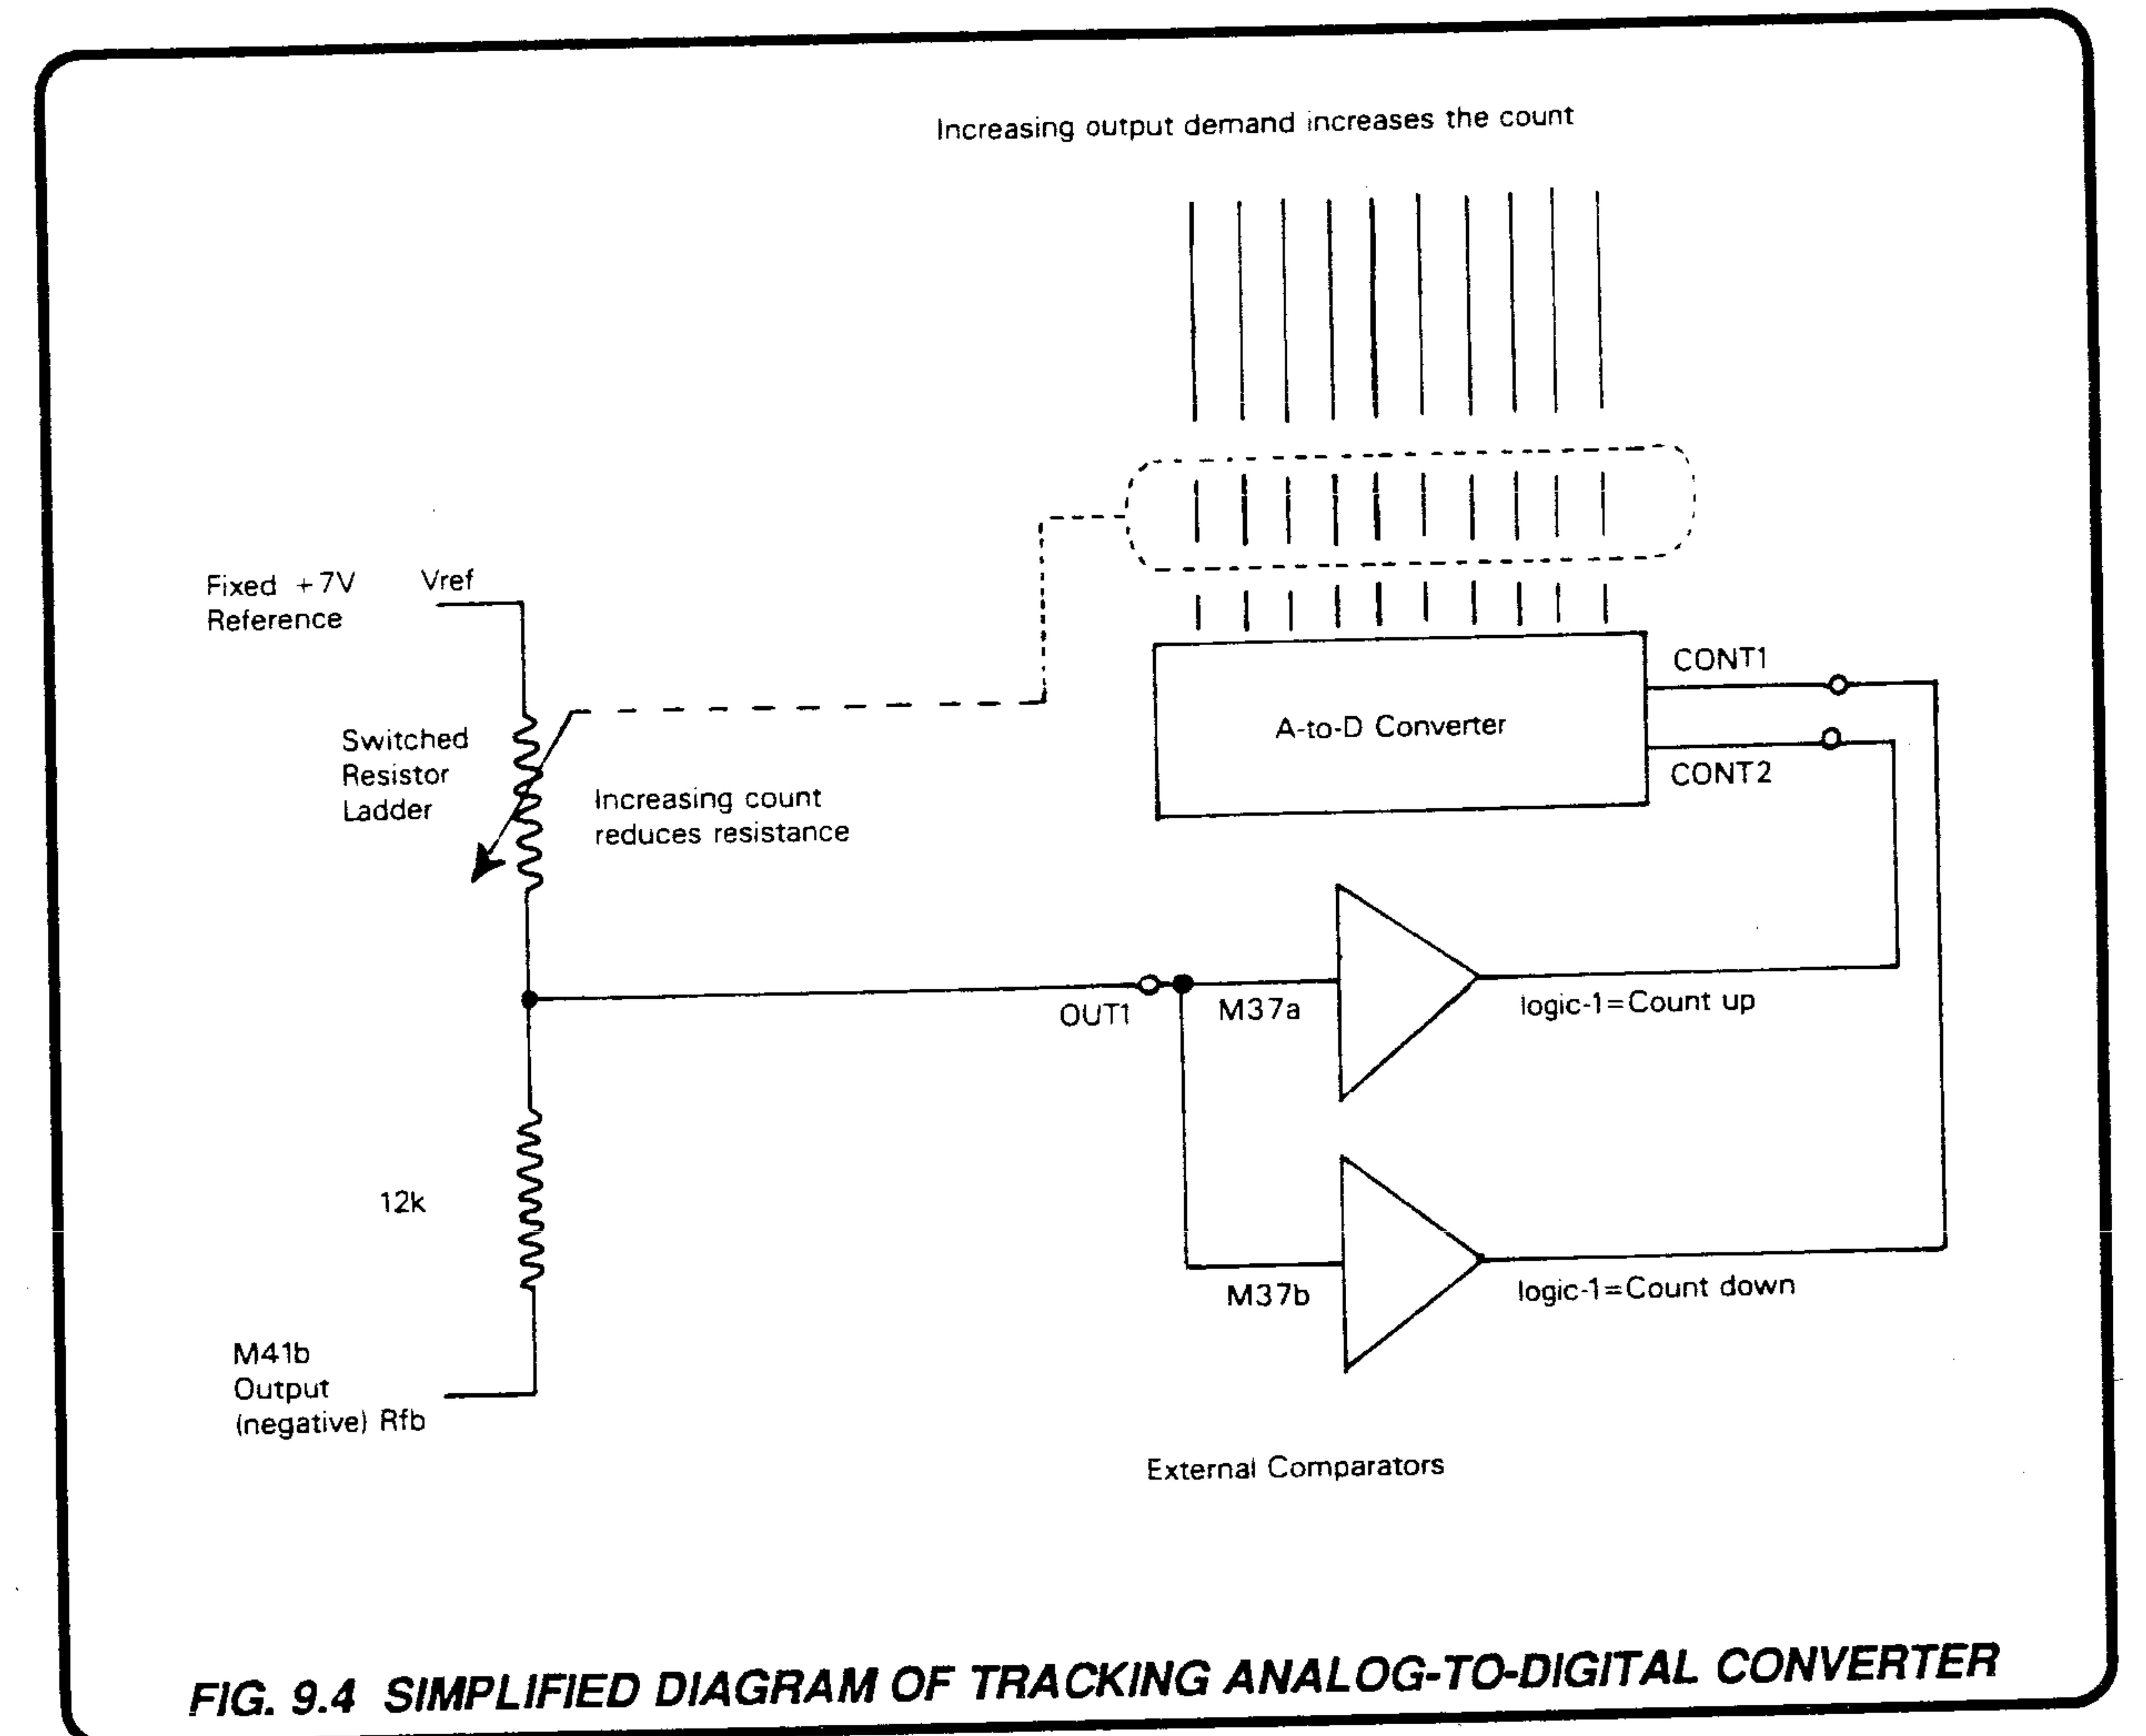 Increasing output demand increases the count
Fixed +7V
Reference
Vref
Switched
Resistor
Ladder
Increasing count
reduces resistance
A-to-D Converter
CONT1
CONT2
OUT1
M37a
logic-1=Count up
12k
M37b
logic-1=Count down
M41b
Output
(negative) Rfb
External Comparators
FIG. 9.4 SIMPLIFIED DIAGRAM OF TRACKING ANALOG-TO-DIGITAL CONVERTER